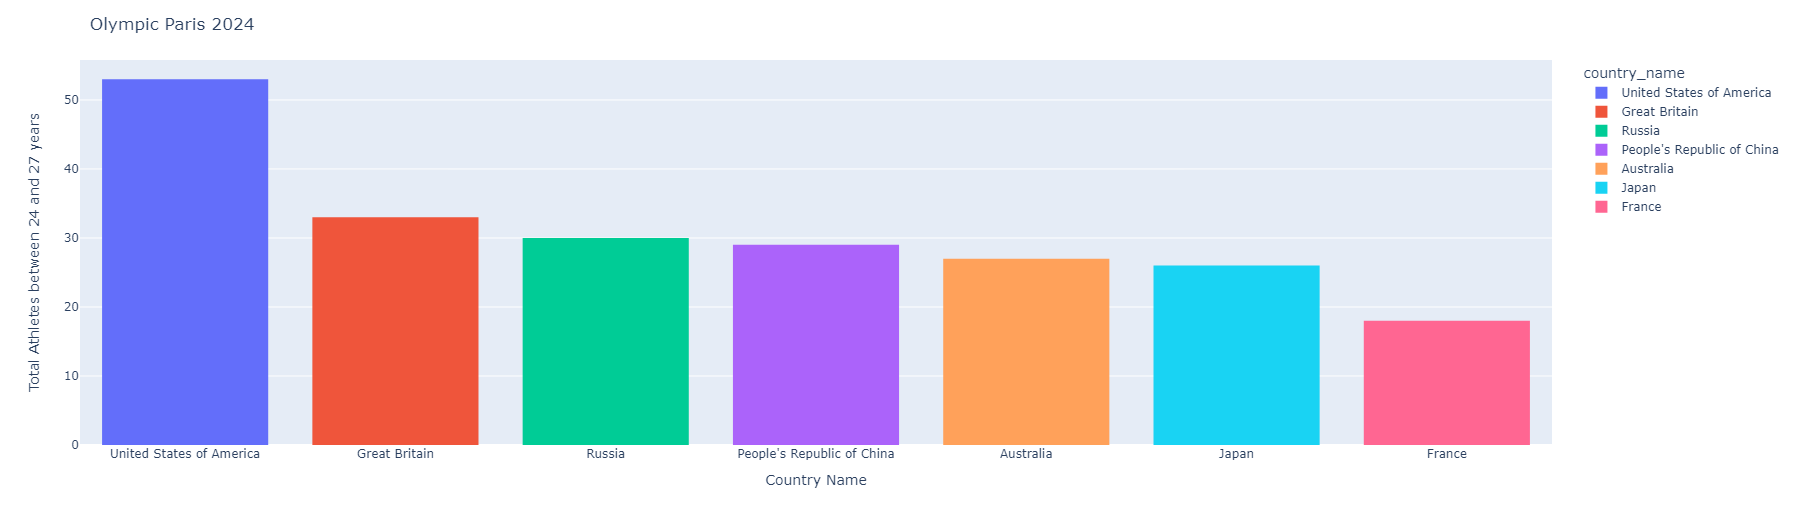 Olympic Paris 2024
Total Athletes between 24 and 27 years
50
40
30
20
10
0
United States of America
Great Britain
Russia
People's Republic of China
Australia
Japan
France
Country Name
country_name
United States of America
Great Britain
Russia
People's Republic of China
Australia
Japan
France